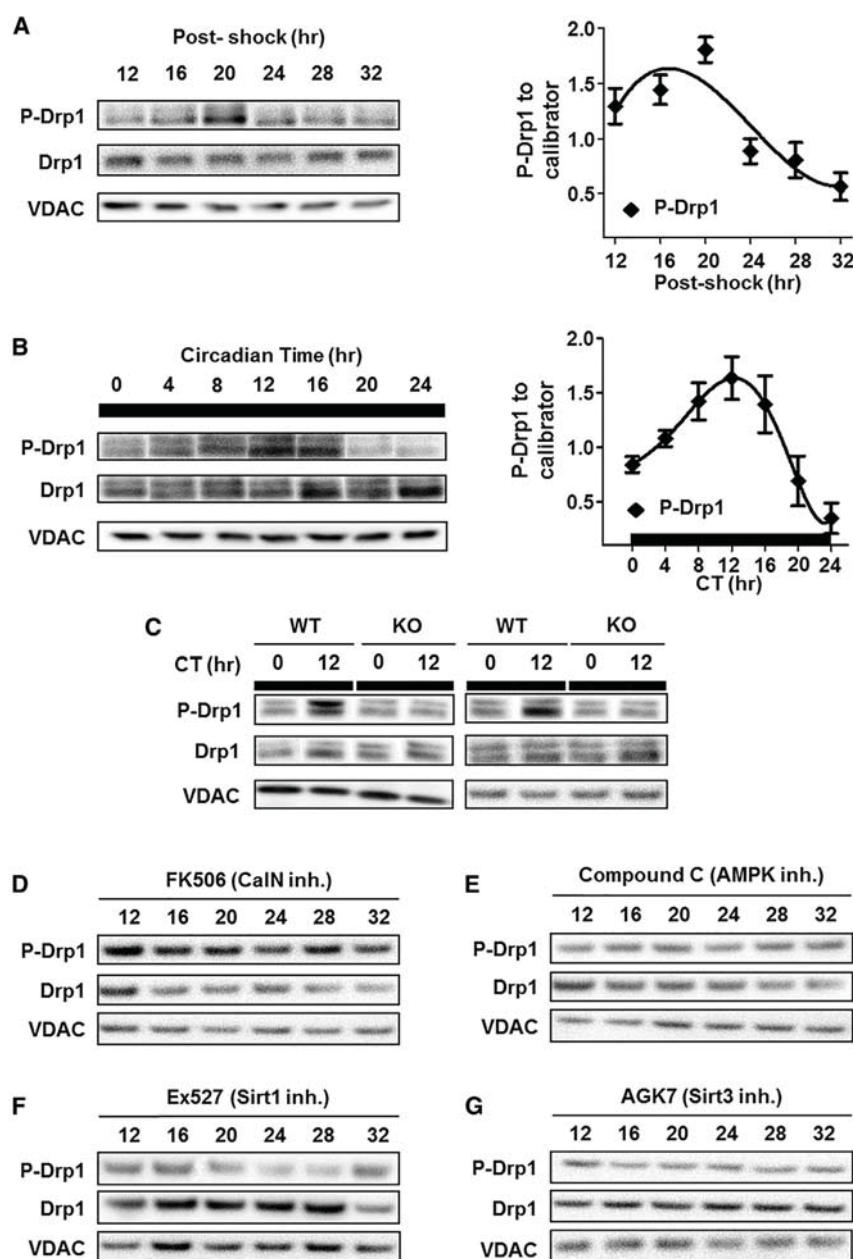 A
Post- shock (hr)
12 16 20 24 28 32
P-Drp1
Drp1
VDAC
P-Drp1 to
calibrator
2.0
1.5
1.0
0.5
P-Drp1
12 16 20 24 28 32
Post-shock (hr)
B
Circadian Time (hr)
0 4 8 12 16 20 24
P-Drp1
Drp1
VDAC
P-Drp1 to
calibrator
2.0
1.5
1.0
0.5
P-Drp1
0 4 8 12 16 20 24
CT (hr)
C
WT KO WT KO
CT (hr) 0 12 0 12 0 12 0 12
P-Drp1
Drp1
VDAC
D
FK506 (CalN inh.)
12 16 20 24 28 32
P-Drp1
Drp1
VDAC
E
Compound C (AMPK inh.)
12 16 20 24 28 32
P-Drp1
Drp1
VDAC
F
Ex527 (Sirt1 inh.)
12 16 20 24 28 32
P-Drp1
Drp1
VDAC
G
AGK7 (Sirt3 inh.)
12 16 20 24 28 32
P-Drp1
Drp1
VDAC